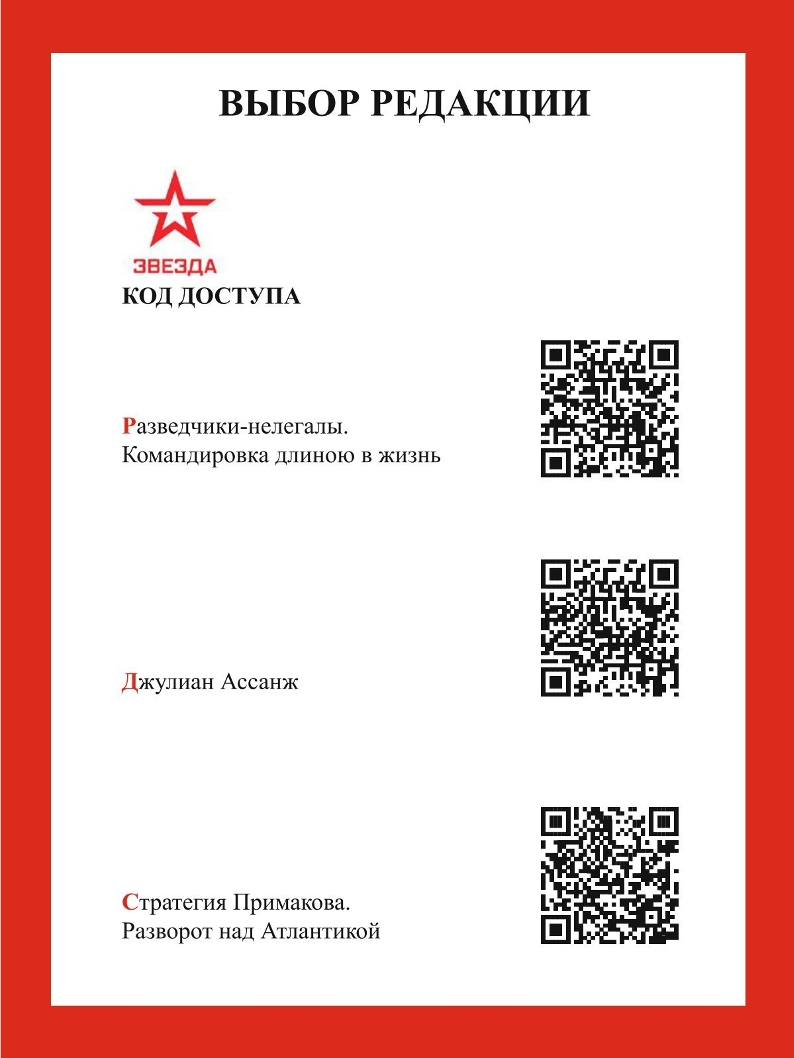 ВЫБОР РЕДАКЦИИ
ЗВЕЗДА
КОД ДОСТУПА
Разведчики-нелегалы.
Командировка длиною в жизнь
Джулиан Ассанж
Стратегия Примакова.
Разворот над Атлантикой